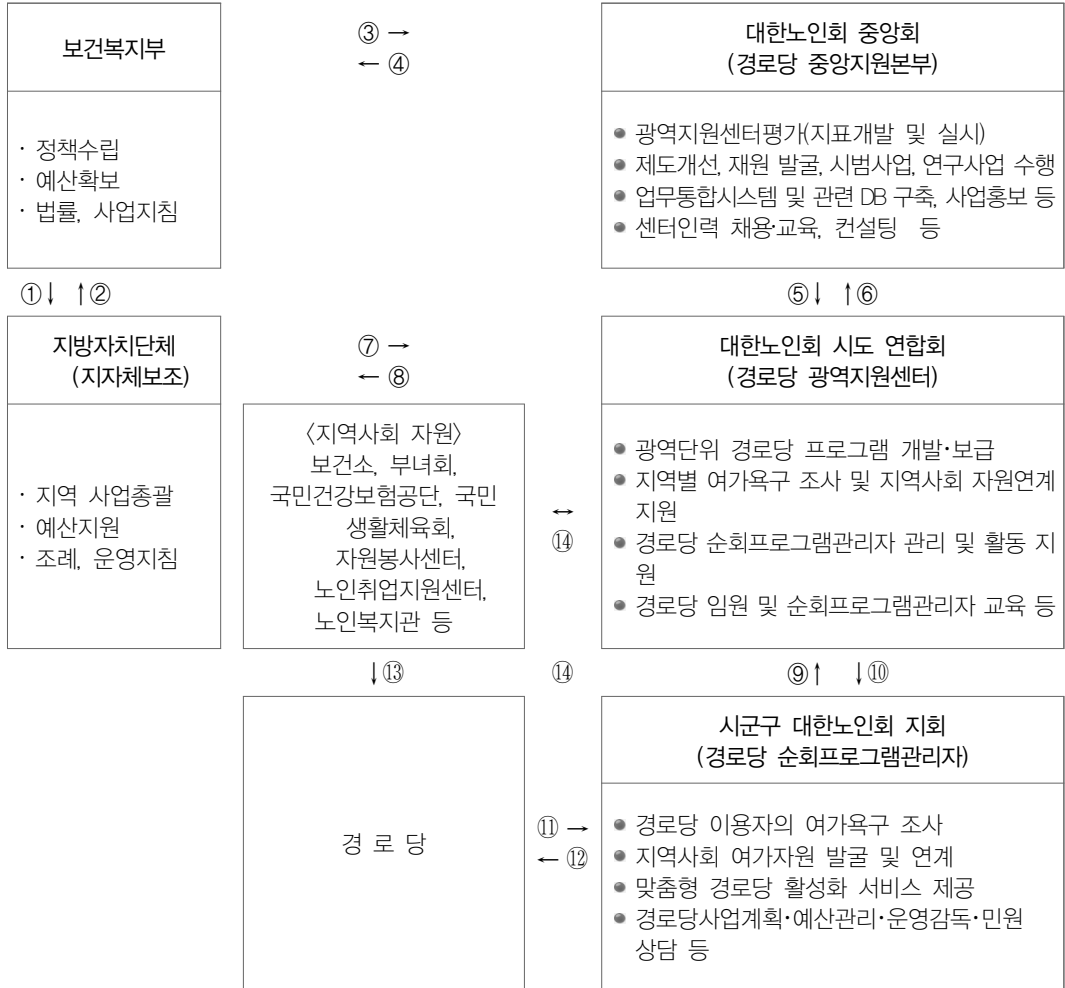 보건복지부
③ →
← ④
대한노인회 중앙회
(경로당 중앙지원본부)
· 정책수립
· 예산확보
· 법률, 사업지침
● 광역지원센터평가(지표개발 및 실시)
● 제도개선, 재원 발굴, 시범사업, 연구사업 수행
● 업무통합시스템 및 관련 DB 구축, 사업홍보 등
● 센터인력 채용·교육, 컨설팅 등
①↓ ↑②
⑤↓ ↑⑥
지방자치단체
(지자체보조)
⑦ →
← ⑧
대한노인회 시도 연합회
(경로당 광역지원센터)
· 지역 사업총괄
· 예산지원
· 조례, 운영지침
〈지역사회 자원〉
보건소, 부녀회,
국민건강보험공단, 국민
생활체육회,
자원봉사센터,
노인취업지원센터,
노인복지관 등
↔
⑭
● 광역단위 경로당 프로그램 개발·보급
● 지역별 여가욕구 조사 및 지역사회 자원연계
지원
● 경로당 순회프로그램관리자 관리 및 활동 지
원
● 경로당 임원 및 순회프로그램관리자 교육 등
↓⑬
⑭
⑨↑ ↓⑩
경 로 당
⑪ →
← ⑫
시군구 대한노인회 지회
(경로당 순회프로그램관리자)
● 경로당 이용자의 여가욕구 조사
● 지역사회 여가자원 발굴 및 연계
● 맞춤형 경로당 활성화 서비스 제공
● 경로당사업계획·예산관리·운영감독·민원
상담 등